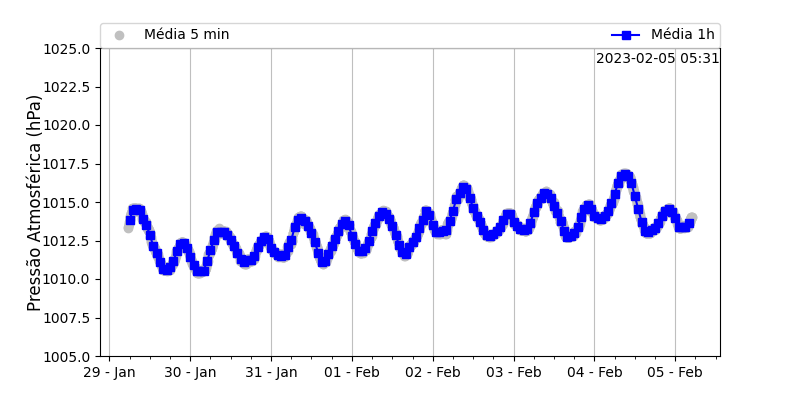 Média 5 min
Média 1h
2023-02-05 05:31
Pressão Atmosférica (hPa)
1025.0
1022.5
1020.0
1017.5
1015.0
1012.5
1010.0
1007.5
1005.0
29 - Jan
30 - Jan
31 - Jan
01 - Feb
02 - Feb
03 - Feb
04 - Feb
05 - Feb